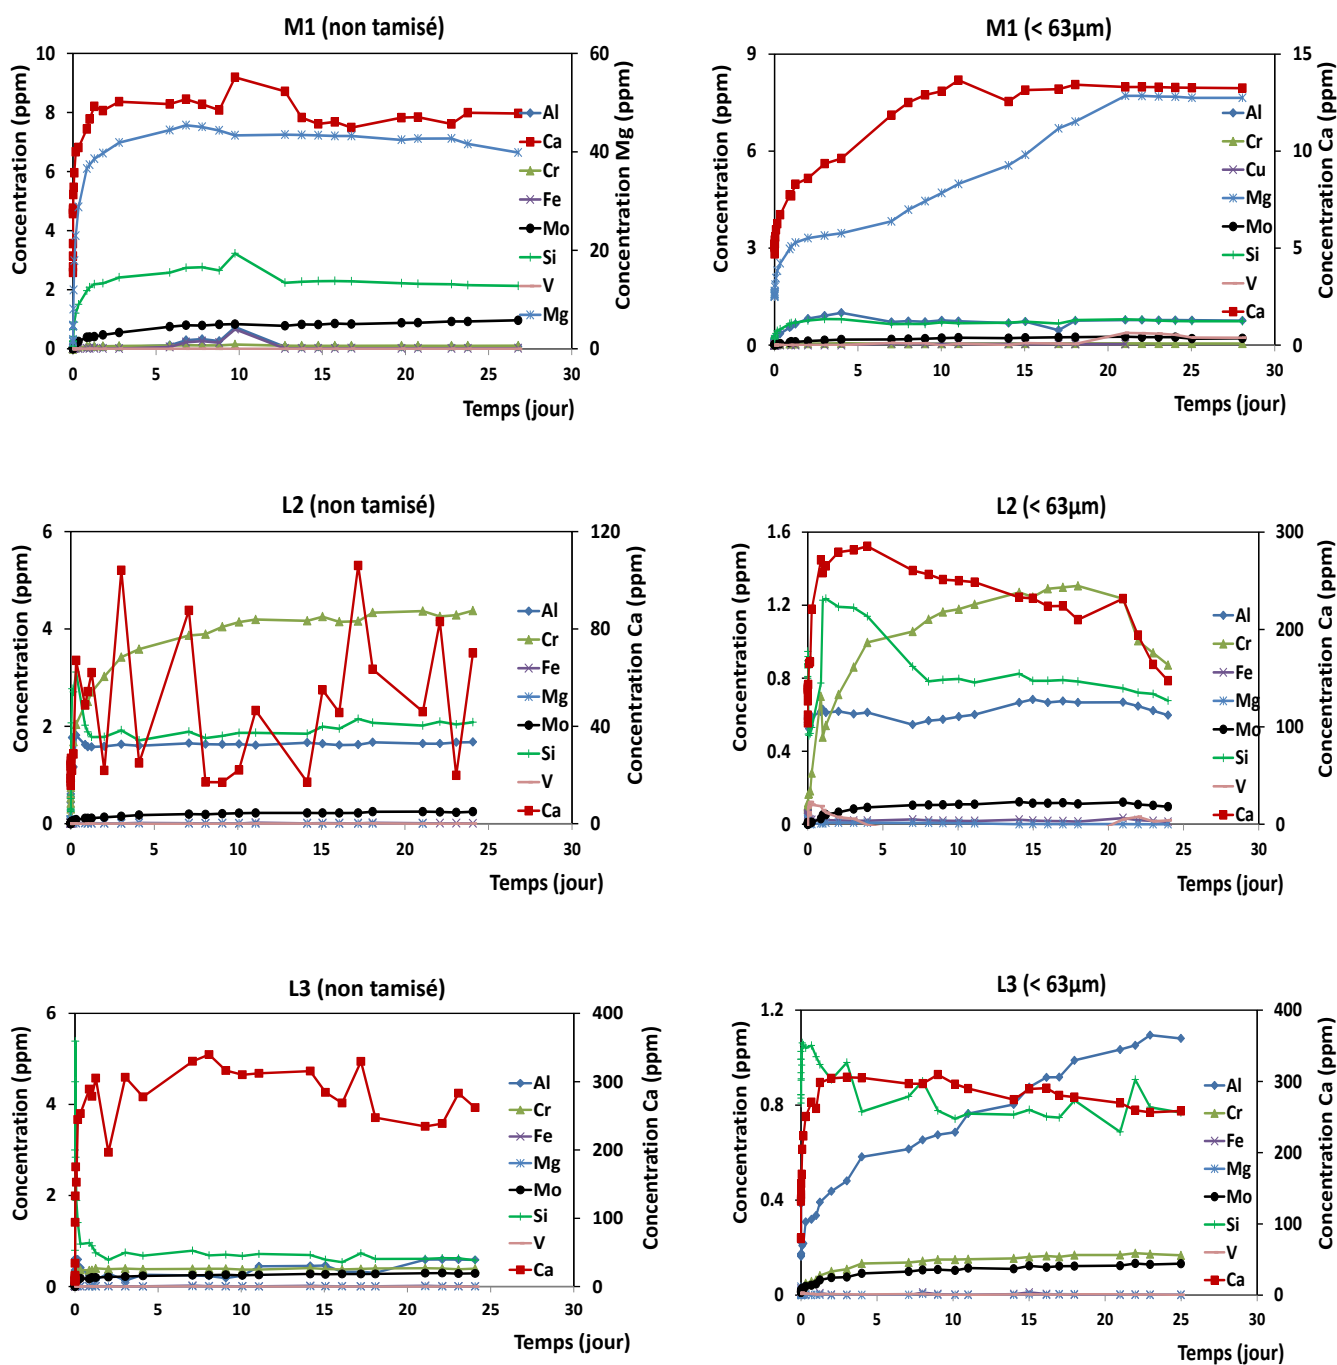 M1 (non tamisé)
Concentration (ppm)
10
8
6
4
2
0
60
40
20
0
Concentration Mg (ppm)
0 5 10 15 20 25 30
Temps (jour)
Al
Ca
Cr
Fe
Mo
Si
V
Mg
M1 (< 63µm)
Concentration (ppm)
9
6
3
0
15
10
5
0
Concentration Ca (ppm)
0 5 10 15 20 25 30
Temps (jour)
Al
Cr
Cu
Mg
Mo
Si
V
Ca
L2 (non tamisé)
Concentration (ppm)
6
4
2
0
120
80
40
0
Concentration Ca (ppm)
0 5 10 15 20 25 30
Temps (jour)
Al
Cr
Fe
Mg
Mo
Si
V
Ca
L2 (< 63µm)
Concentration (ppm)
1.6
1.2
0.8
0.4
0
300
200
100
0
Concentration Ca (ppm)
0 5 10 15 20 25 30
Temps (jour)
Al
Cr
Fe
Mg
Mo
Si
V
Ca
L3 (non tamisé)
Concentration (ppm)
6
4
2
0
400
300
200
100
0
Concentration Ca (ppm)
0 5 10 15 20 25 30
Temps (jour)
Al
Cr
Fe
Mg
Mo
Si
V
Ca
L3 (< 63µm)
Concentration (ppm)
1.2
0.8
0.4
0
400
300
200
100
0
Concentration Ca (ppm)
0 5 10 15 20 25 30
Temps (jour)
Al
Cr
Fe
Mg
Mo
Si
V
Ca